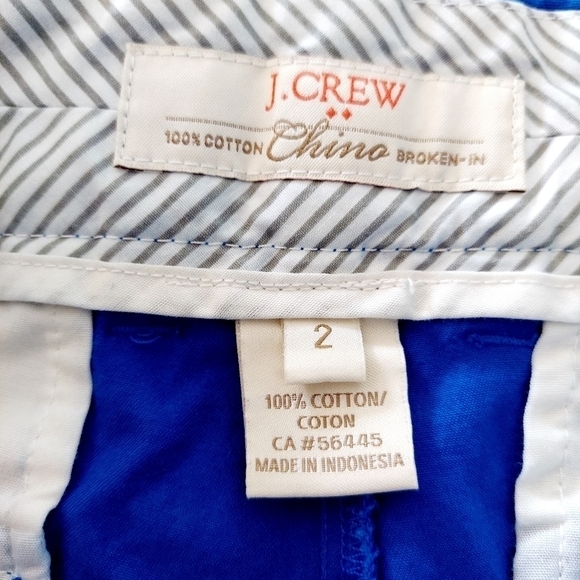 J.CREW
100% COTTON Chino BROKEN-IN
2
100% COTTON/
COTON
CA #56445
MADE IN INDONESIA